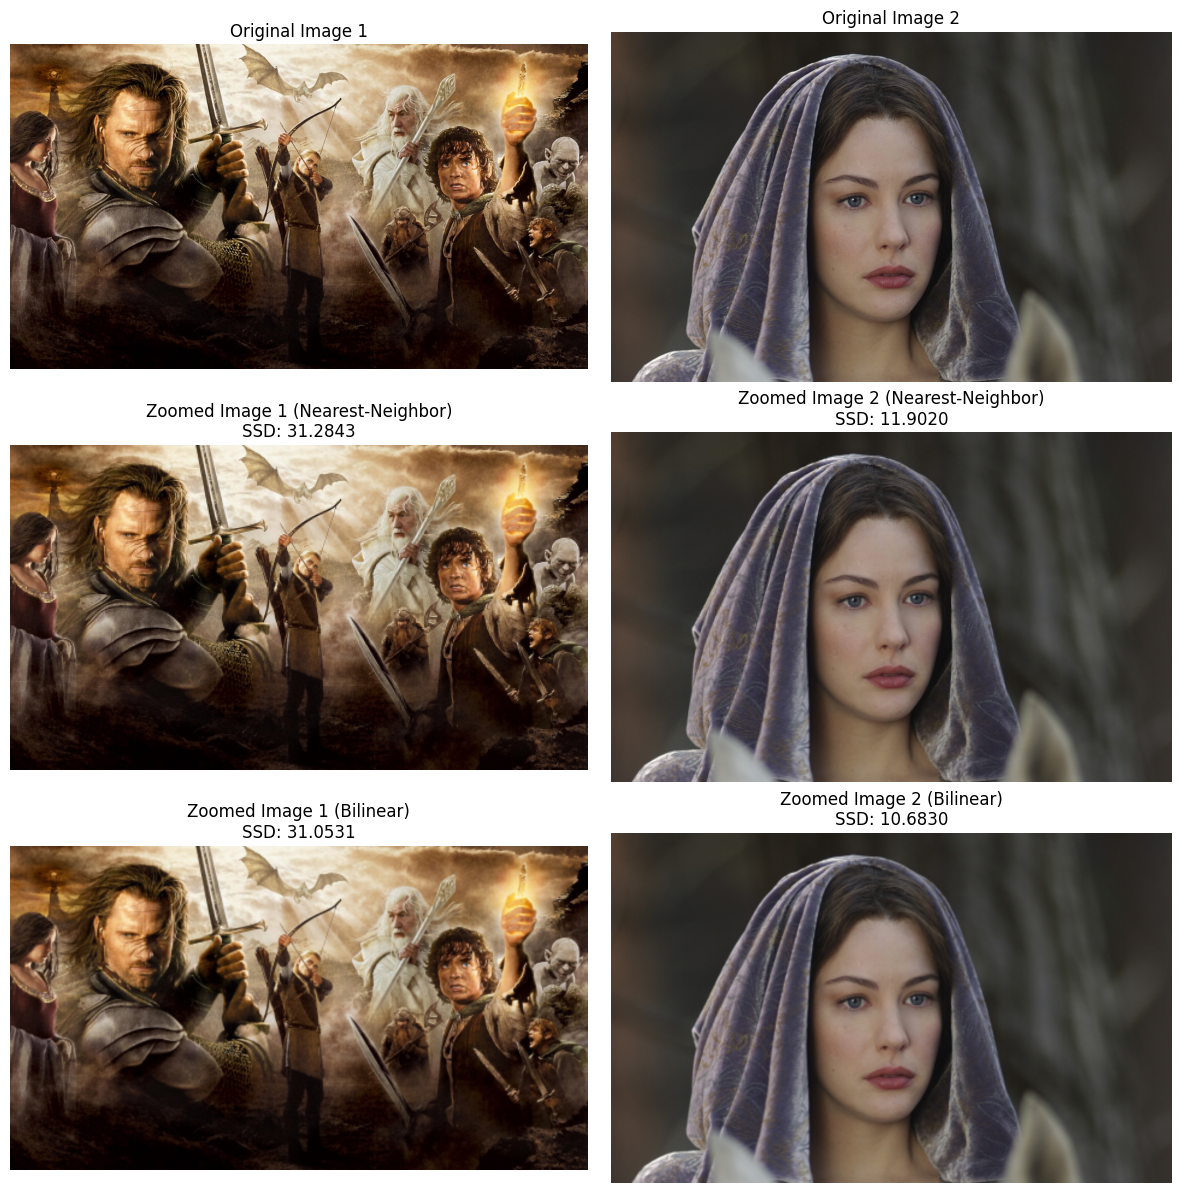 Original Image 1
Original Image 2
Zoomed Image 1 (Nearest-Neighbor)
SSD: 31.2843
Zoomed Image 2 (Nearest-Neighbor)
SSD: 11.9020
Zoomed Image 1 (Bilinear)
SSD: 31.0531
Zoomed Image 2 (Bilinear)
SSD: 10.6830